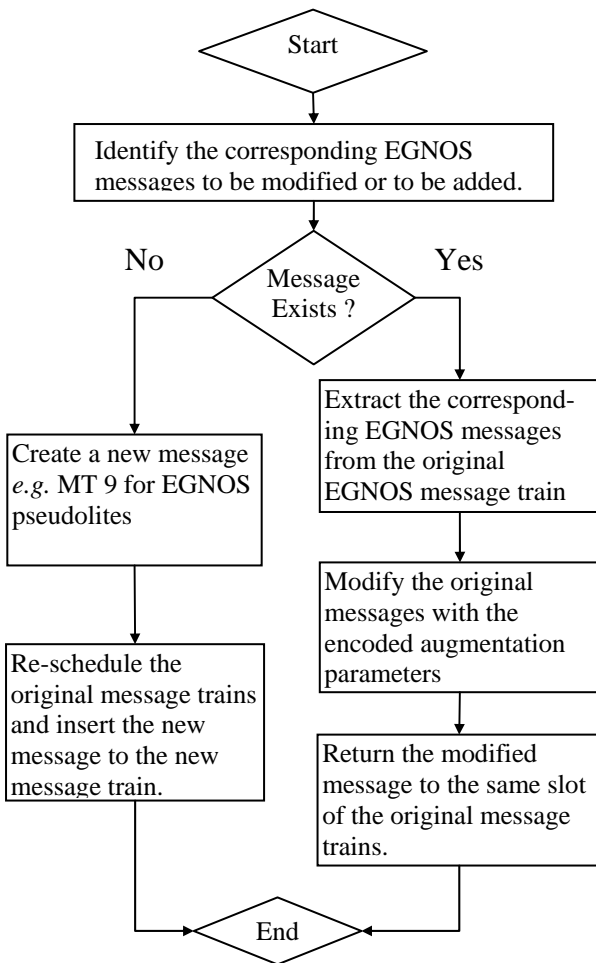 Start
Identify the corresponding EGNOS
messages to be modified or to be added.
No
Yes
Message
Exists ?
Create a new message
e.g. MT 9 for EGNOS
pseudolites
Re-schedule the
original message trains
and insert the new
message to the new
message train.
Extract the correspond-
ing EGNOS messages
from the original
EGNOS message train
Modify the original
messages with the
encoded augmentation
parameters
Return the modified
message to the same slot
of the original message
trains.
End